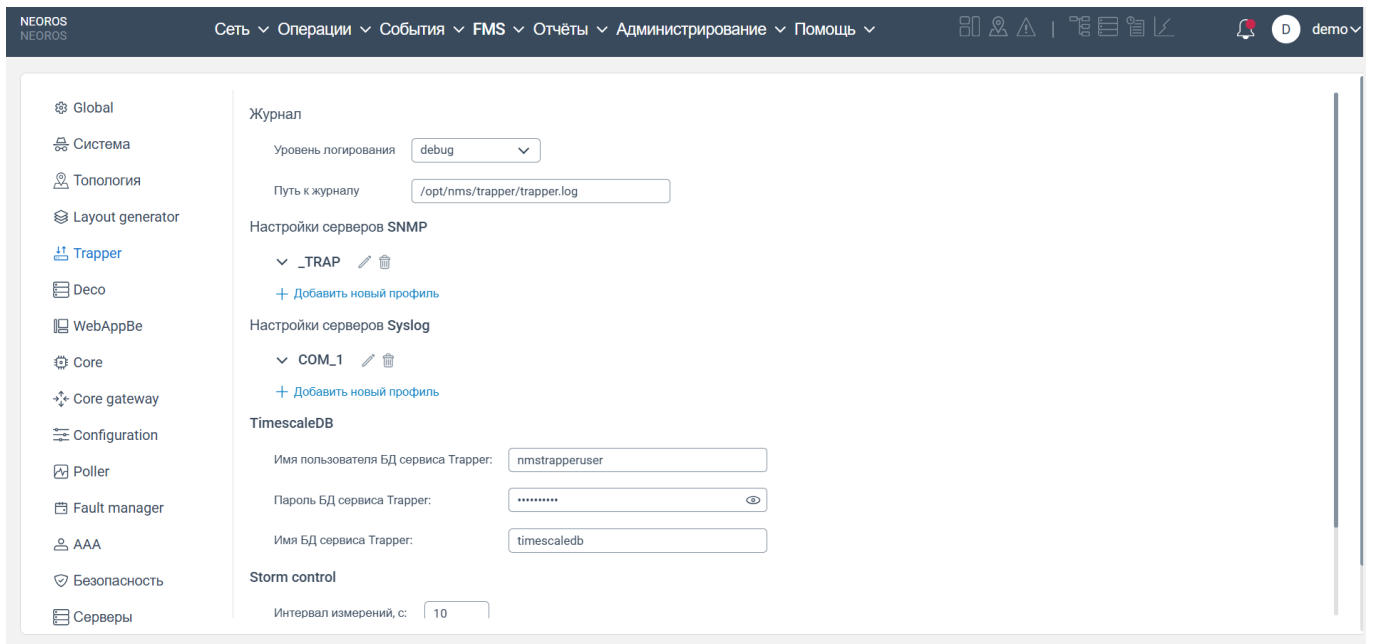 NEOROS
NEOROS
Сеть Операции События FMS Отчёты Администрирование Помощь D demo
Global
Система
Топология
Layout generator
Trapper
Deco
WebAppBe
Core
Core gateway
Configuration
Poller
Fault manager
AAA
Безопасность
Серверы
Журнал
Уровень логирования debug
Путь к журналу /opt/nms/trapper/trapper.log
Настройки серверов SNMP
_TRAP
+ Добавить новый профиль
Настройки серверов Syslog
COM_1
+ Добавить новый профиль
TimescaleDB
Имя пользователя БД сервиса Trapper: nmstrapperuser
Пароль БД сервиса Trapper: ••••••••••
Имя БД сервиса Trapper: timescaledb
Storm control
Интервал измерений, с: 10